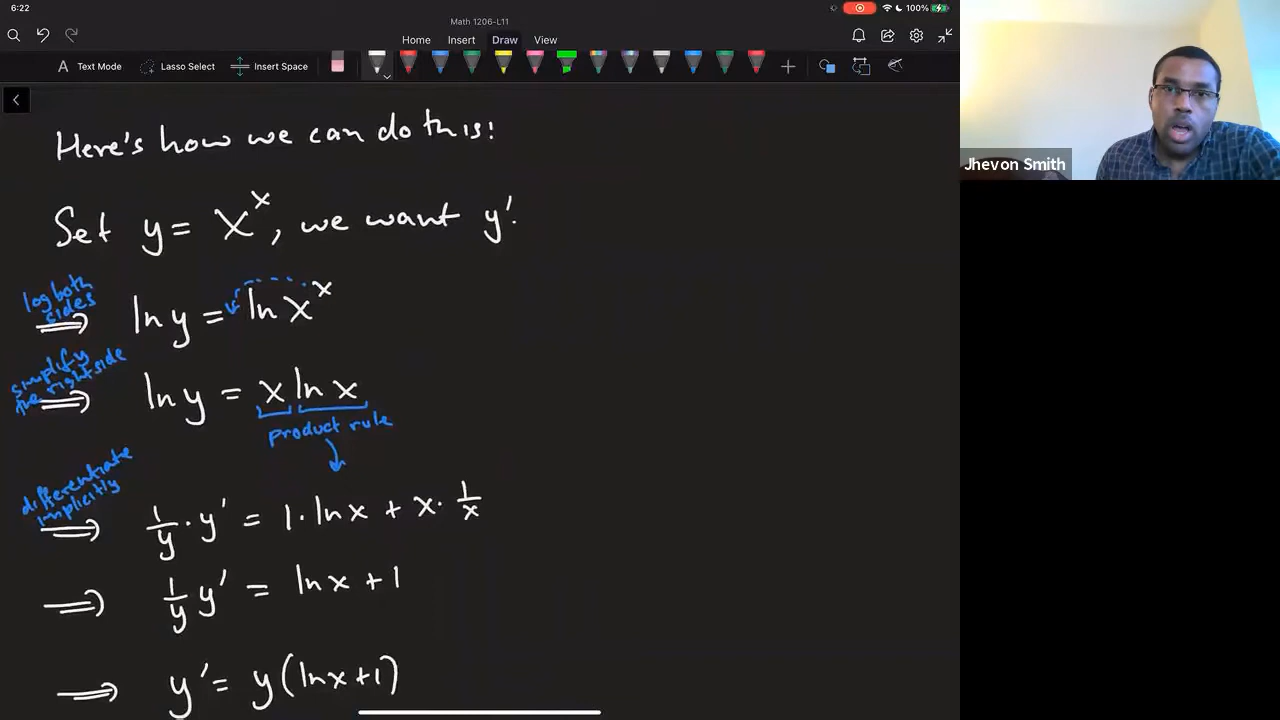 6:22
100%
Math 1206-L11
Home Insert Draw View
Text Mode Lasso Select Insert Space
Here's how we can do this:
Set y = x^x, we want y'.
log both sides
⟹ ln y = ln x^x
simplify the right side
⟹ ln y = x ln x
product rule
differentiate implicitly
⟹ 1/y · y' = 1 · ln x + x · 1/x
⟹ 1/y y' = ln x + 1
⟹ y' = y(ln x + 1)
Jhevon Smith